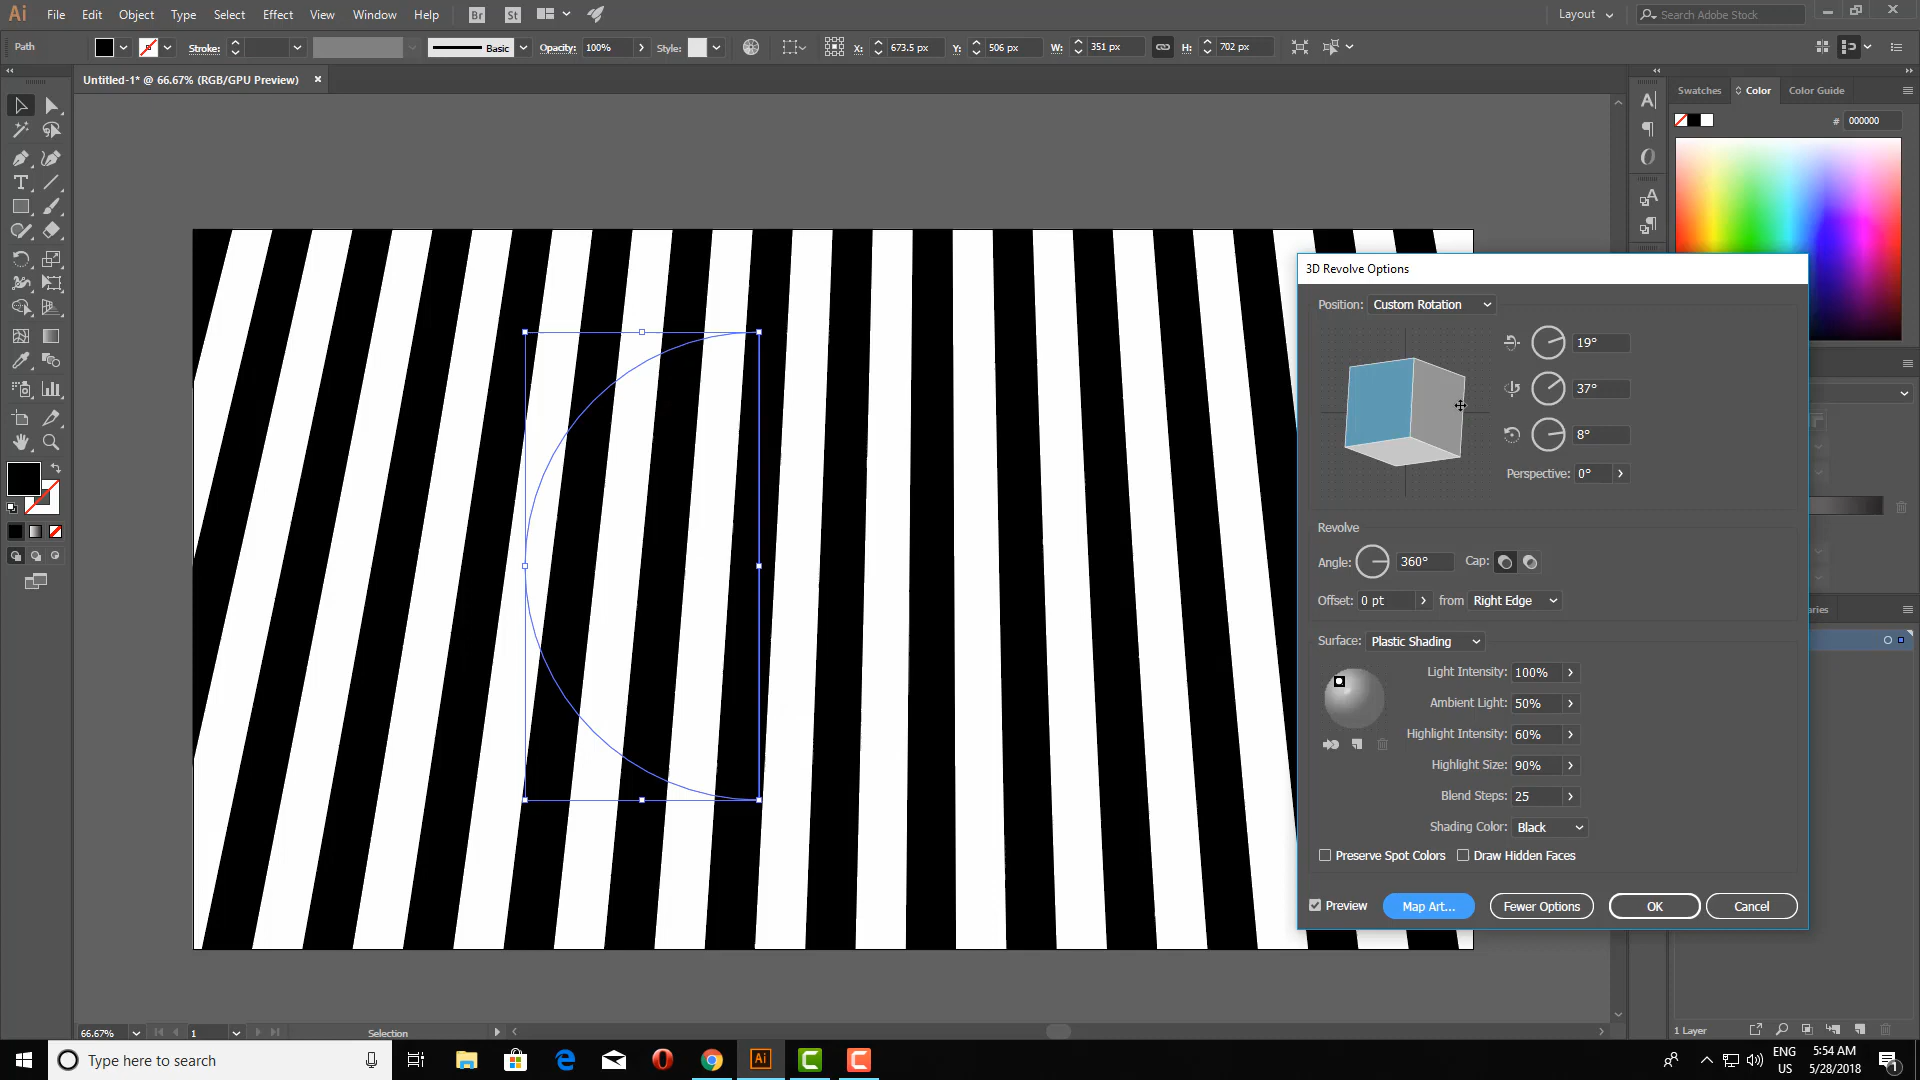 Ai File Edit Object Type Select Effect View Window Help Br St Layout Search Adobe Stock
Path Stroke: Basic Opacity: 100% Style: X: 673.5 px Y: 506 px W: 351 px H: 702 px
Untitled-1* @ 66.67% (RGB/GPU Preview)
Swatches Color Color Guide
# 000000
3D Revolve Options
Position: Custom Rotation
19°
37°
8°
Perspective: 0°
Revolve
Angle: 360° Cap:
Offset: 0 pt from Right Edge
aries
Surface: Plastic Shading
Light Intensity: 100%
Ambient Light: 50%
Highlight Intensity: 60%
Highlight Size: 90%
Blend Steps: 25
Shading Color: Black
Preserve Spot Colors Draw Hidden Faces
Preview Map Art... Fewer Options OK Cancel
66.67% 1 Selection
1 Layer
Type here to search
Ai
ENG
US
5:54 AM
5/28/2018
1